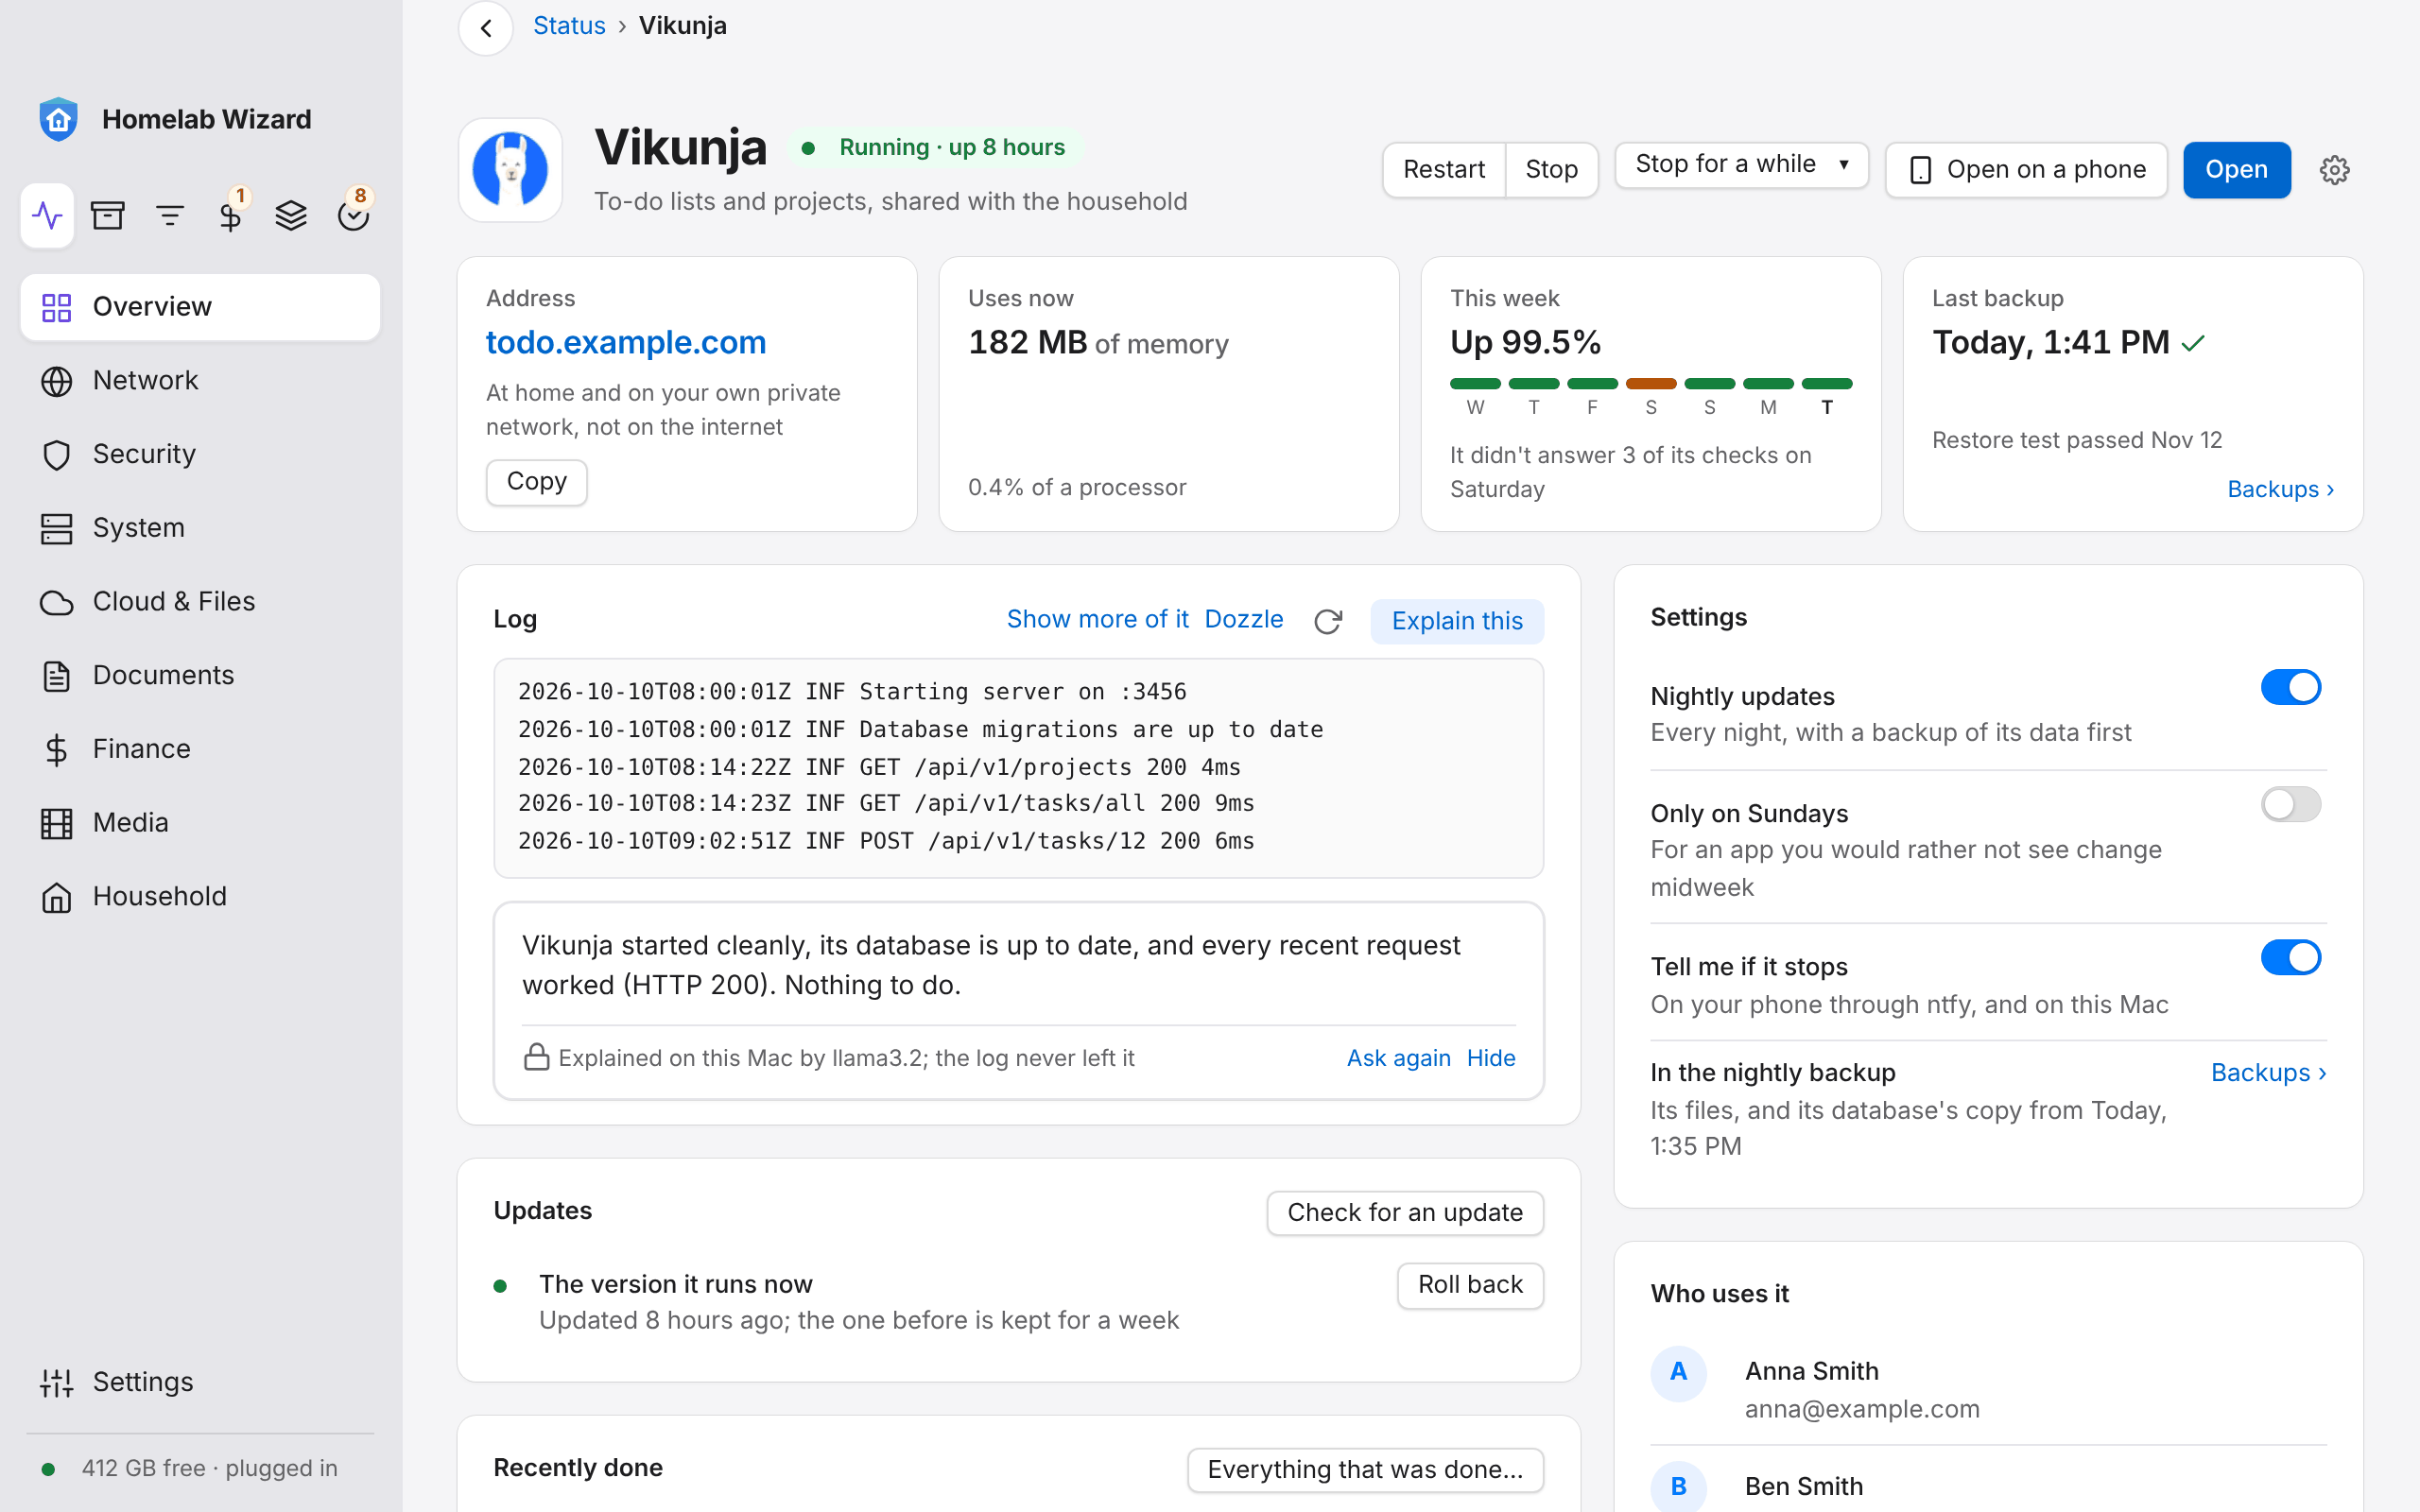 Status › Vikunja
Homelab Wizard
1
8
Overview
Network
Security
System
Cloud & Files
Documents
Finance
Media
Household
Settings
412 GB free · plugged in
Vikunja
Running · up 8 hours
To-do lists and projects, shared with the household
Restart
Stop
Stop for a while
Open on a phone
Open
Address
todo.example.com
At home and on your own private
network, not on the internet
Copy
Uses now
182 MB of memory
0.4% of a processor
This week
Up 99.5%
W T F S S M T
It didn't answer 3 of its checks on
Saturday
Last backup
Today, 1:41 PM
Restore test passed Nov 12
Backups ›
Log
Show more of it
Dozzle
Explain this
2026-10-10T08:00:01Z INF Starting server on :3456
2026-10-10T08:00:01Z INF Database migrations are up to date
2026-10-10T08:14:22Z INF GET /api/v1/projects 200 4ms
2026-10-10T08:14:23Z INF GET /api/v1/tasks/all 200 9ms
2026-10-10T09:02:51Z INF POST /api/v1/tasks/12 200 6ms
Vikunja started cleanly, its database is up to date, and every recent request
worked (HTTP 200). Nothing to do.
Explained on this Mac by llama3.2; the log never left it
Ask again
Hide
Updates
Check for an update
The version it runs now
Updated 8 hours ago; the one before is kept for a week
Roll back
Recently done
Everything that was done...
Settings
Nightly updates
Every night, with a backup of its data first
Only on Sundays
For an app you would rather not see change
midweek
Tell me if it stops
On your phone through ntfy, and on this Mac
In the nightly backup
Backups ›
Its files, and its database's copy from Today,
1:35 PM
Who uses it
A
Anna Smith
anna@example.com
B
Ben Smith